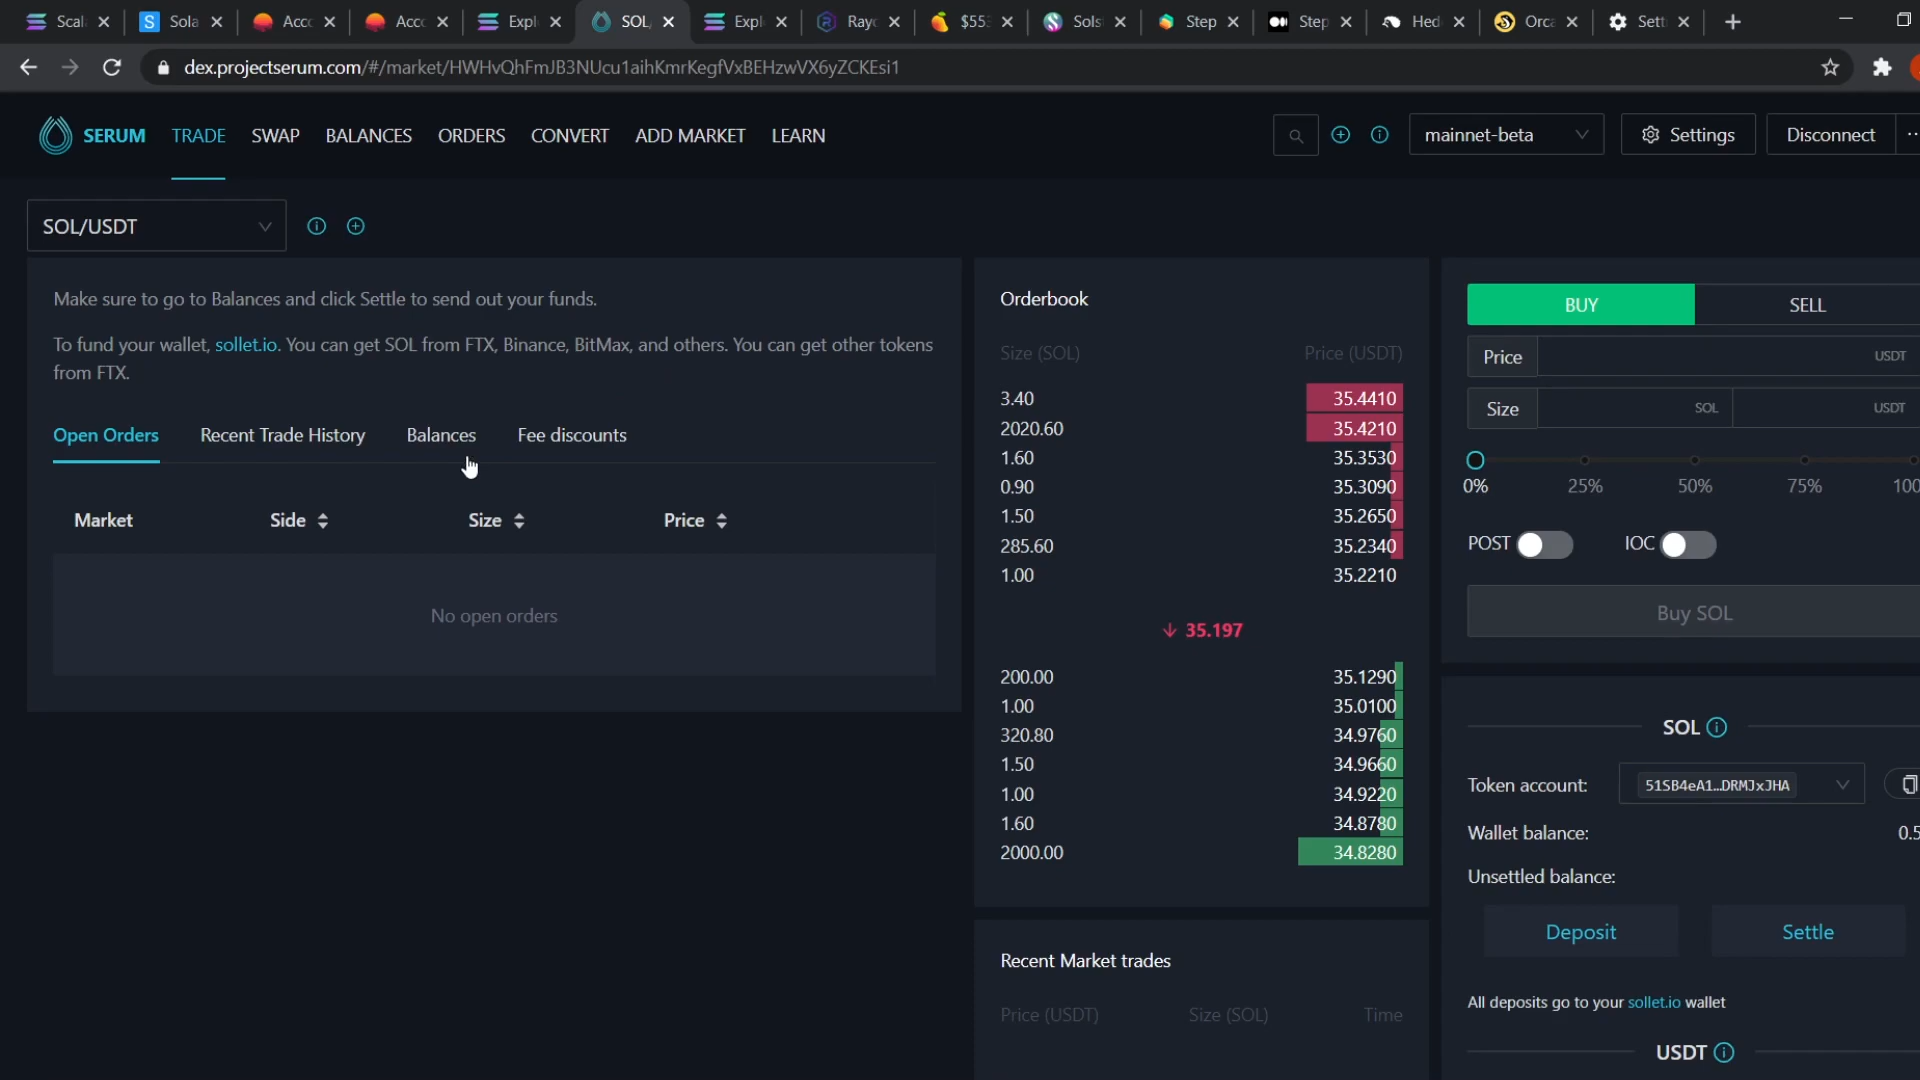 Scal
Sola
Acc
Acc
Expl
SOL/
Expl
Ray
$553
Sols
Step
Step
Hed
Orca
Sett
dex.projectserum.com/#/market/HWHvQhFmJB3NUcu1aihKmrKegfVxBEHzwVX6yZCKEsi1
SERUM TRADE SWAP BALANCES ORDERS CONVERT ADD MARKET LEARN
mainnet-beta
Settings
Disconnect
SOL/USDT
Make sure to go to Balances and click Settle to send out your funds.
To fund your wallet, sollet.io. You can get SOL from FTX, Binance, BitMax, and others. You can get other tokens
from FTX.
Open Orders Recent Trade History Balances Fee discounts
Market Side Size Price
No open orders
Orderbook
Size (SOL) Price (USDT)
3.40 35.4410
2020.60 35.4210
1.60 35.3530
0.90 35.3090
1.50 35.2650
285.60 35.2340
1.00 35.2210
↓ 35.197
200.00 35.1290
1.00 35.0100
320.80 34.9760
1.50 34.9660
1.00 34.9220
1.60 34.8780
2000.00 34.8280
Recent Market trades
Price (USDT) Size (SOL) Time
BUY SELL
Price USDT
Size SOL USDT
0% 25% 50% 75% 100
POST IOC
Buy SOL
SOL
Token account: 51SB4eA1…DRMJxJHA
Wallet balance: 0.5
Unsettled balance:
Deposit Settle
All deposits go to your sollet.io wallet
USDT